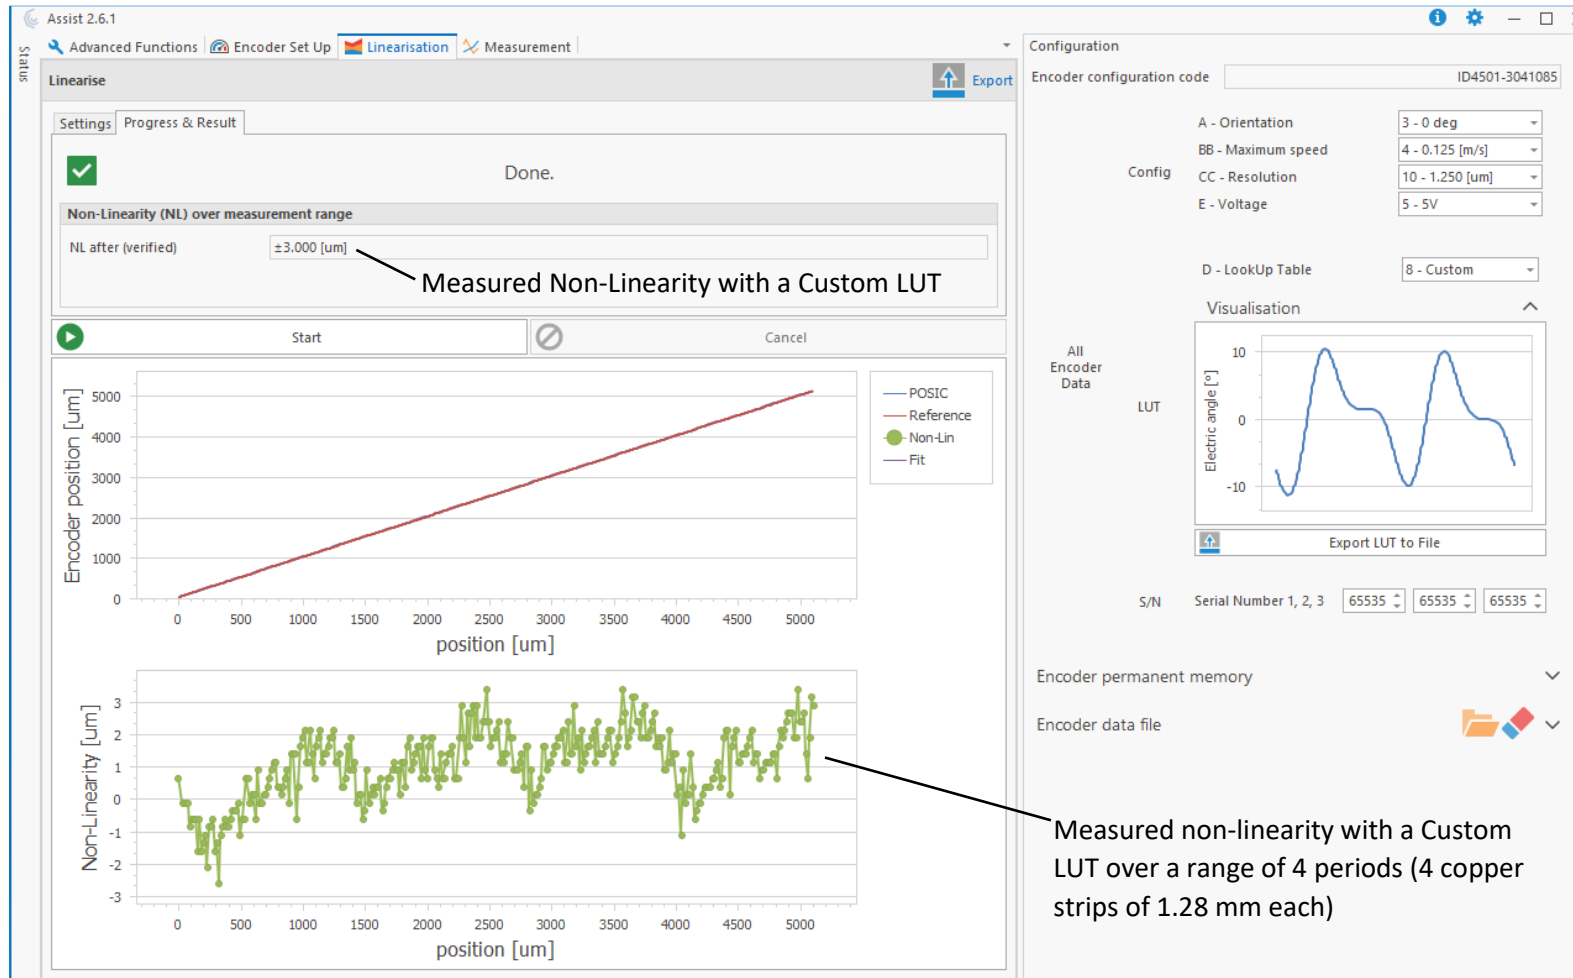 Assist 2.6.1
Status
Advanced Functions
Encoder Set Up
Linearisation
Measurement
Linearise
Export
Settings
Progress & Result
Done.
Non-Linearity (NL) over measurement range
NL after (verified)
±3.000 [um]
Measured Non-Linearity with a Custom LUT
Start
Cancel
Encoder position [um]
5000
4000
3000
2000
1000
0
0 500 1000 1500 2000 2500 3000 3500 4000 4500 5000
position [um]
POSIC
Reference
Non-Lin
Fit
Non-Linearity [um]
3
2
1
0
-1
-2
-3
0 500 1000 1500 2000 2500 3000 3500 4000 4500 5000
position [um]
Configuration
Encoder configuration code
ID4501-3041085
Config
A - Orientation
3 - 0 deg
BB - Maximum speed
4 - 0.125 [m/s]
CC - Resolution
10 - 1.250 [um]
E - Voltage
5 - 5V
All
Encoder
Data
LUT
D - LookUp Table
8 - Custom
Visualisation
Electric angle [°]
10
0
-10
Export LUT to File
S/N
Serial Number 1, 2, 3
65535
65535
65535
Encoder permanent memory
Encoder data file
Measured non-linearity with a Custom
LUT over a range of 4 periods (4 copper
strips of 1.28 mm each)